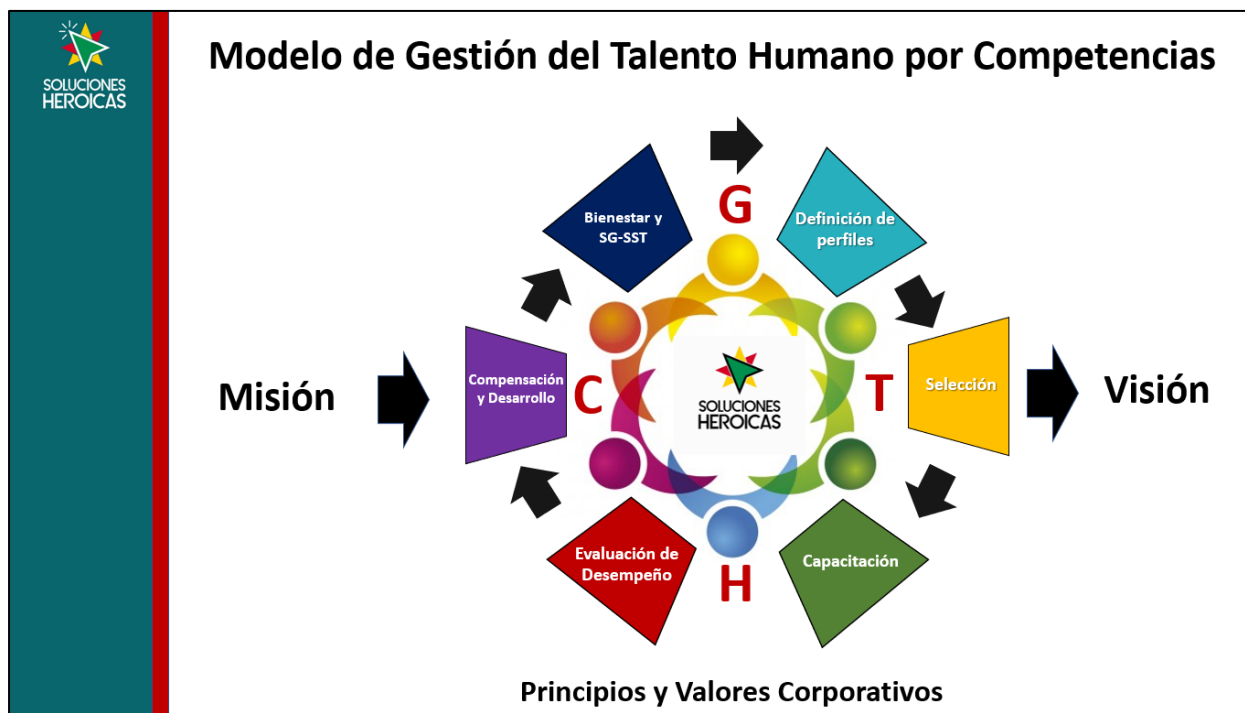 SOLUCIONES
HEROICAS
Modelo de Gestión del Talento Humano por Competencias
Bienestar y
SG-SST
G
Definición de
perfiles
Misión
Compensación
y Desarrollo
C
SOLUCIONES
HEROICAS
T
Selección
Visión
Evaluación de
Desempeño
H
Capacitación
Principios y Valores Corporativos